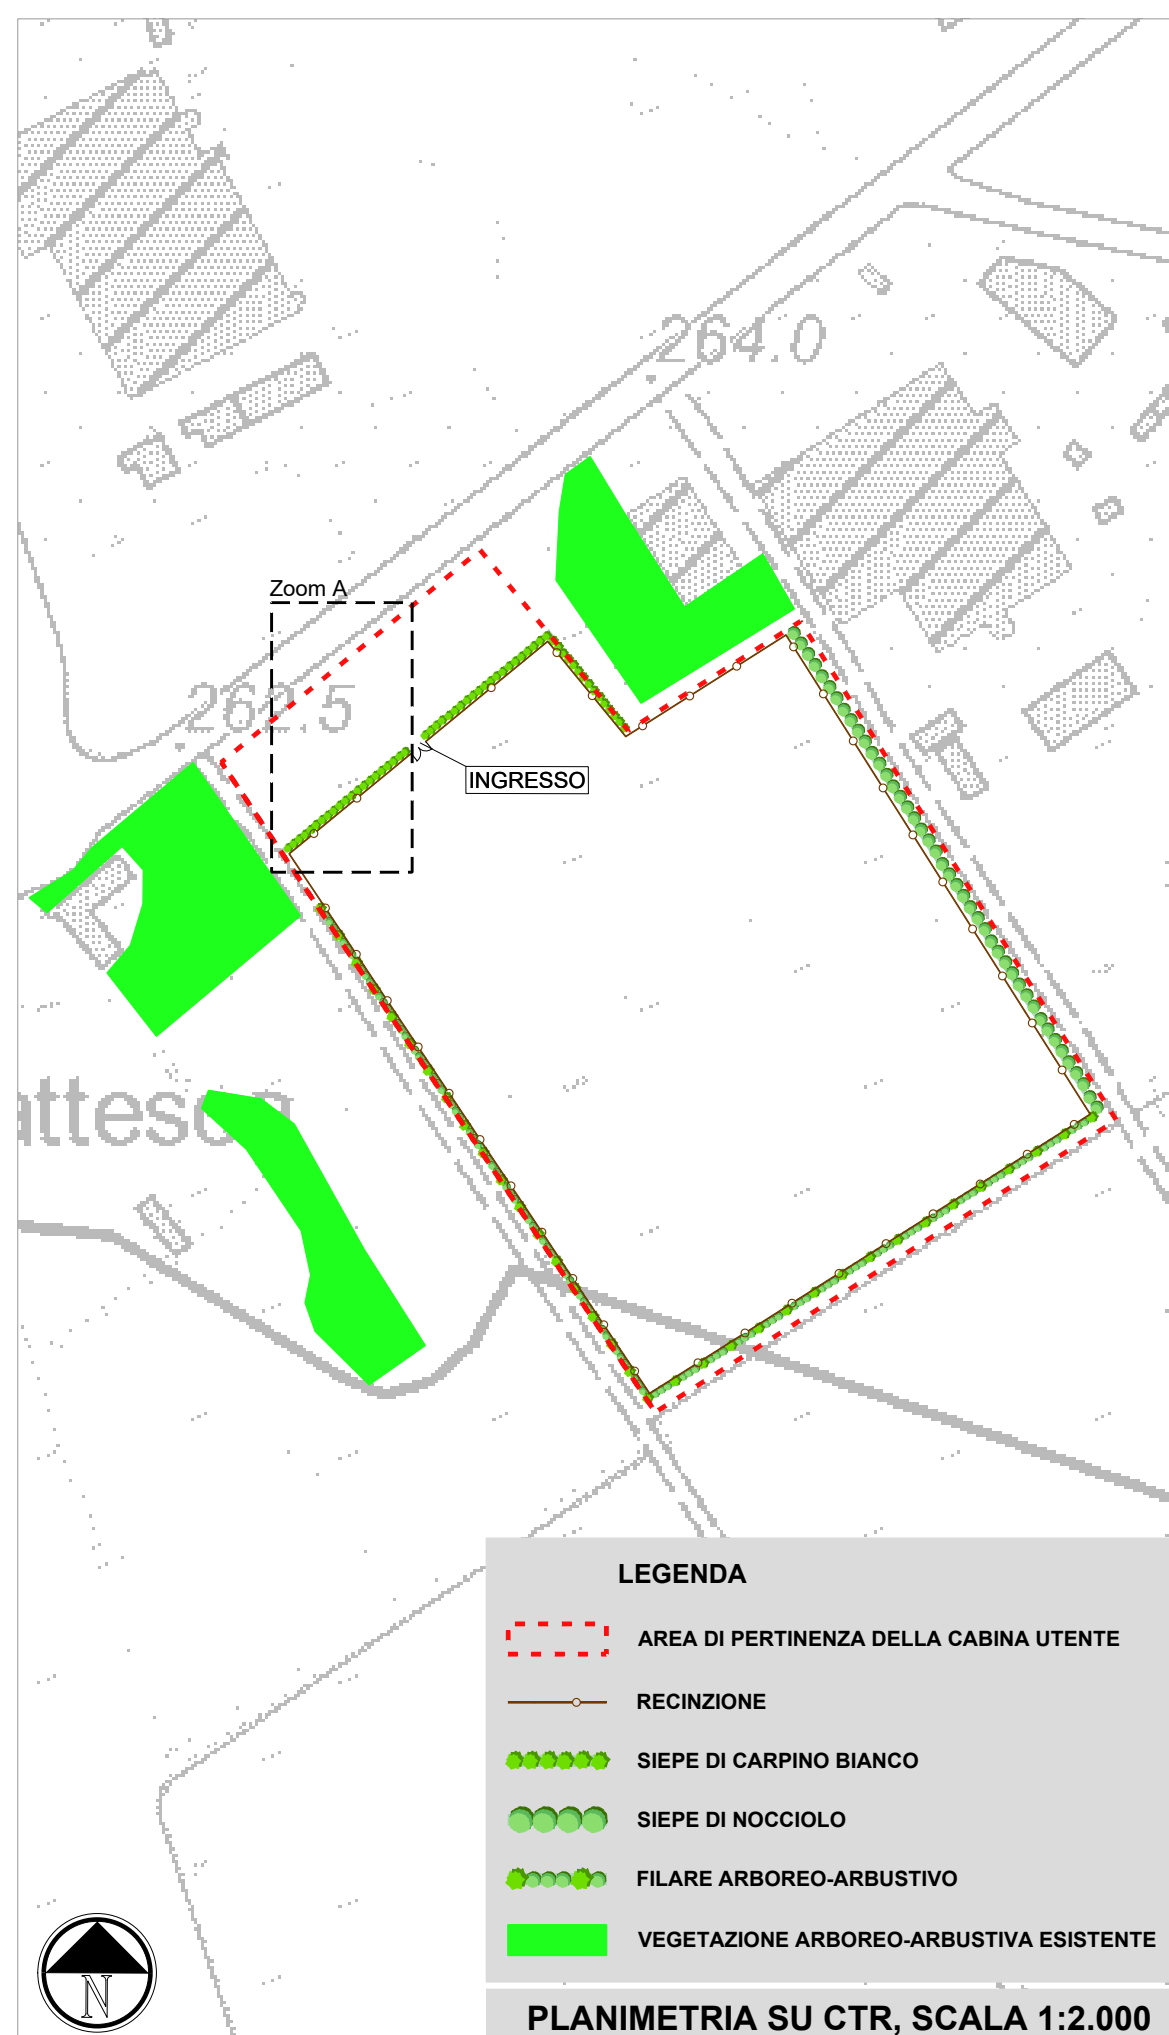 264.0
Zoom A
262.5
INGRESSO
LEGENDA
AREA DI PERTINENZA DELLA CABINA UTENTE
RECINZIONE
SIEPE DI CARPINO BIANCO
SIEPE DI NOCCIOLO
FILARE ARBOREO-ARBUSTIVO
VEGETAZIONE ARBOREO-ARBUSTIVA ESISTENTE
N
PLANIMETRIA SU CTR, SCALA 1:2.000